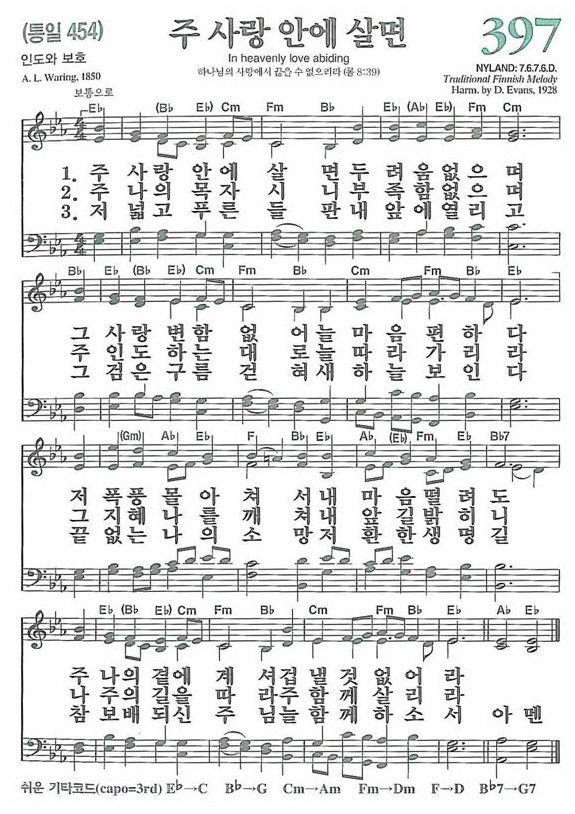 (통일 454) 주 사랑 안에 살면 397
인도와 보호 In heavenly love abiding NYLAND: 7.6.7.6.D.
A. L. Waring, 1850 하나님의 사랑에서 끊을 수 없으리라 (롬 8:39) Traditional Finnish Melody
Harm. by D. Evans, 1928
보통으로
E♭ (B♭ E♭) Cm Fm B♭ E♭ (A♭ E♭) Fm E♭
1. 주 사랑 안에 살 면 두 려움없으 며
2. 주 나의 목자 시 니 부 족함없으 며
3. 저 넓고 푸른 들 판 내 앞에열리 고
B♭ E♭ (B♭ E♭) Cm Fm B♭ Cm Fm B♭ E♭
그 사랑 변함 없 어 늘 마 음 편 하 다
주 인도 하는 대 로 늘 따 라 가 리 라
그 검은 구름 걷 혀 새 하 늘 보 인 다
(Gm) A♭ E♭ F B♭ E♭ A♭ (E♭) Fm E♭ B♭7
저 폭풍 몰아 쳐 서 내 마 음 떨 려 도
그 지혜 나를 깨 쳐 내 앞 길 밝 히 니
끝 없는 나의 소 망 저 환 한 생 명 길
E♭ (B♭ E♭) Cm Fm B♭ Cm Fm B♭ E♭ A♭ E♭
주 나의 곁에 계 셔 겁 낼 것 없 어 라
나 주의 길을 따 라 주 함 께 살 리 라
참 보배 되신 주 님 늘 함 께 하 소 서 아 멘
쉬운 기타코드(capo=3rd) E♭→C B♭→G Cm→Am Fm→Dm F→D B♭7→G7